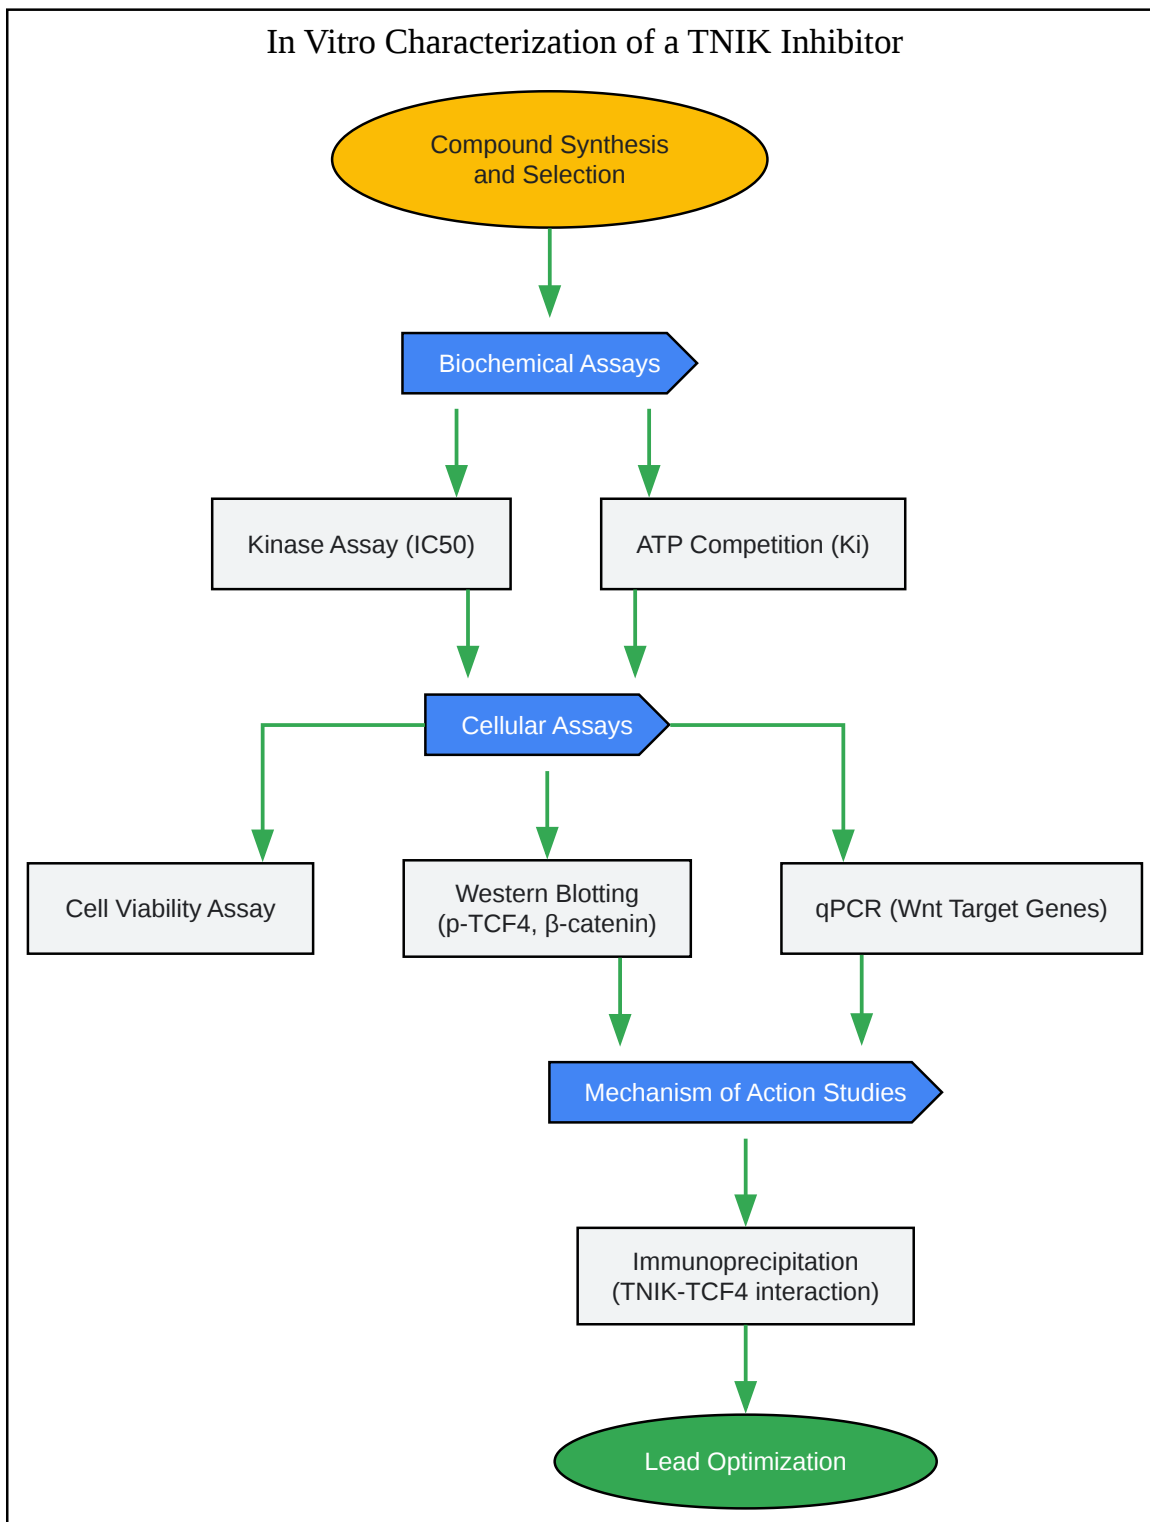 In Vitro Characterization of a TNIK Inhibitor
Compound Synthesis
and Selection
Biochemical Assays
Kinase Assay (IC50)
ATP Competition (Ki)
Cellular Assays
Cell Viability Assay
Western Blotting
(p-TCF4, β-catenin)
qPCR (Wnt Target Genes)
Mechanism of Action Studies
Immunoprecipitation
(TNIK-TCF4 interaction)
Lead Optimization